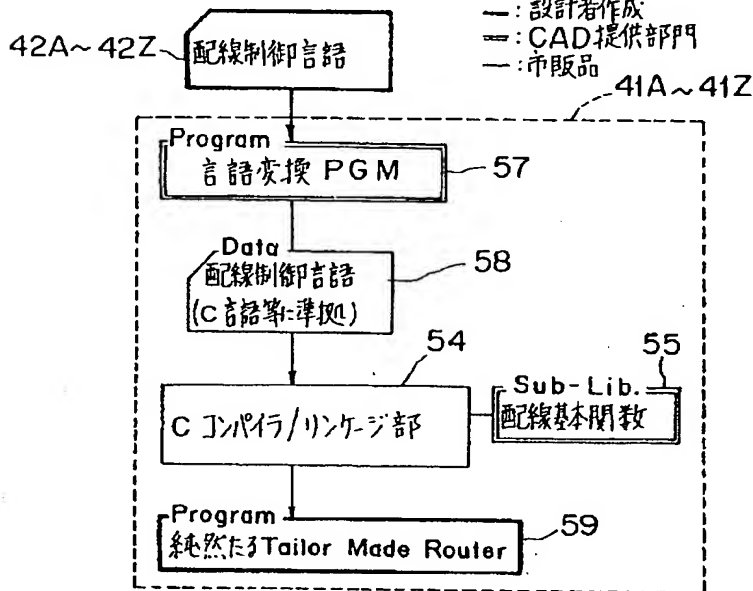 ━:設計者作成
＝:CAD提供部門
─:市販品
42A～42Z
配線制御言語
41A～41Z
Program
言語変換 PGM
57
Data
配線制御言語
(C言語等に準拠)
58
54
55
Cコンパイラ/リンケージ部
Sub-Lib.
配線基本関数
Program
純然たるTailor Made Router
59